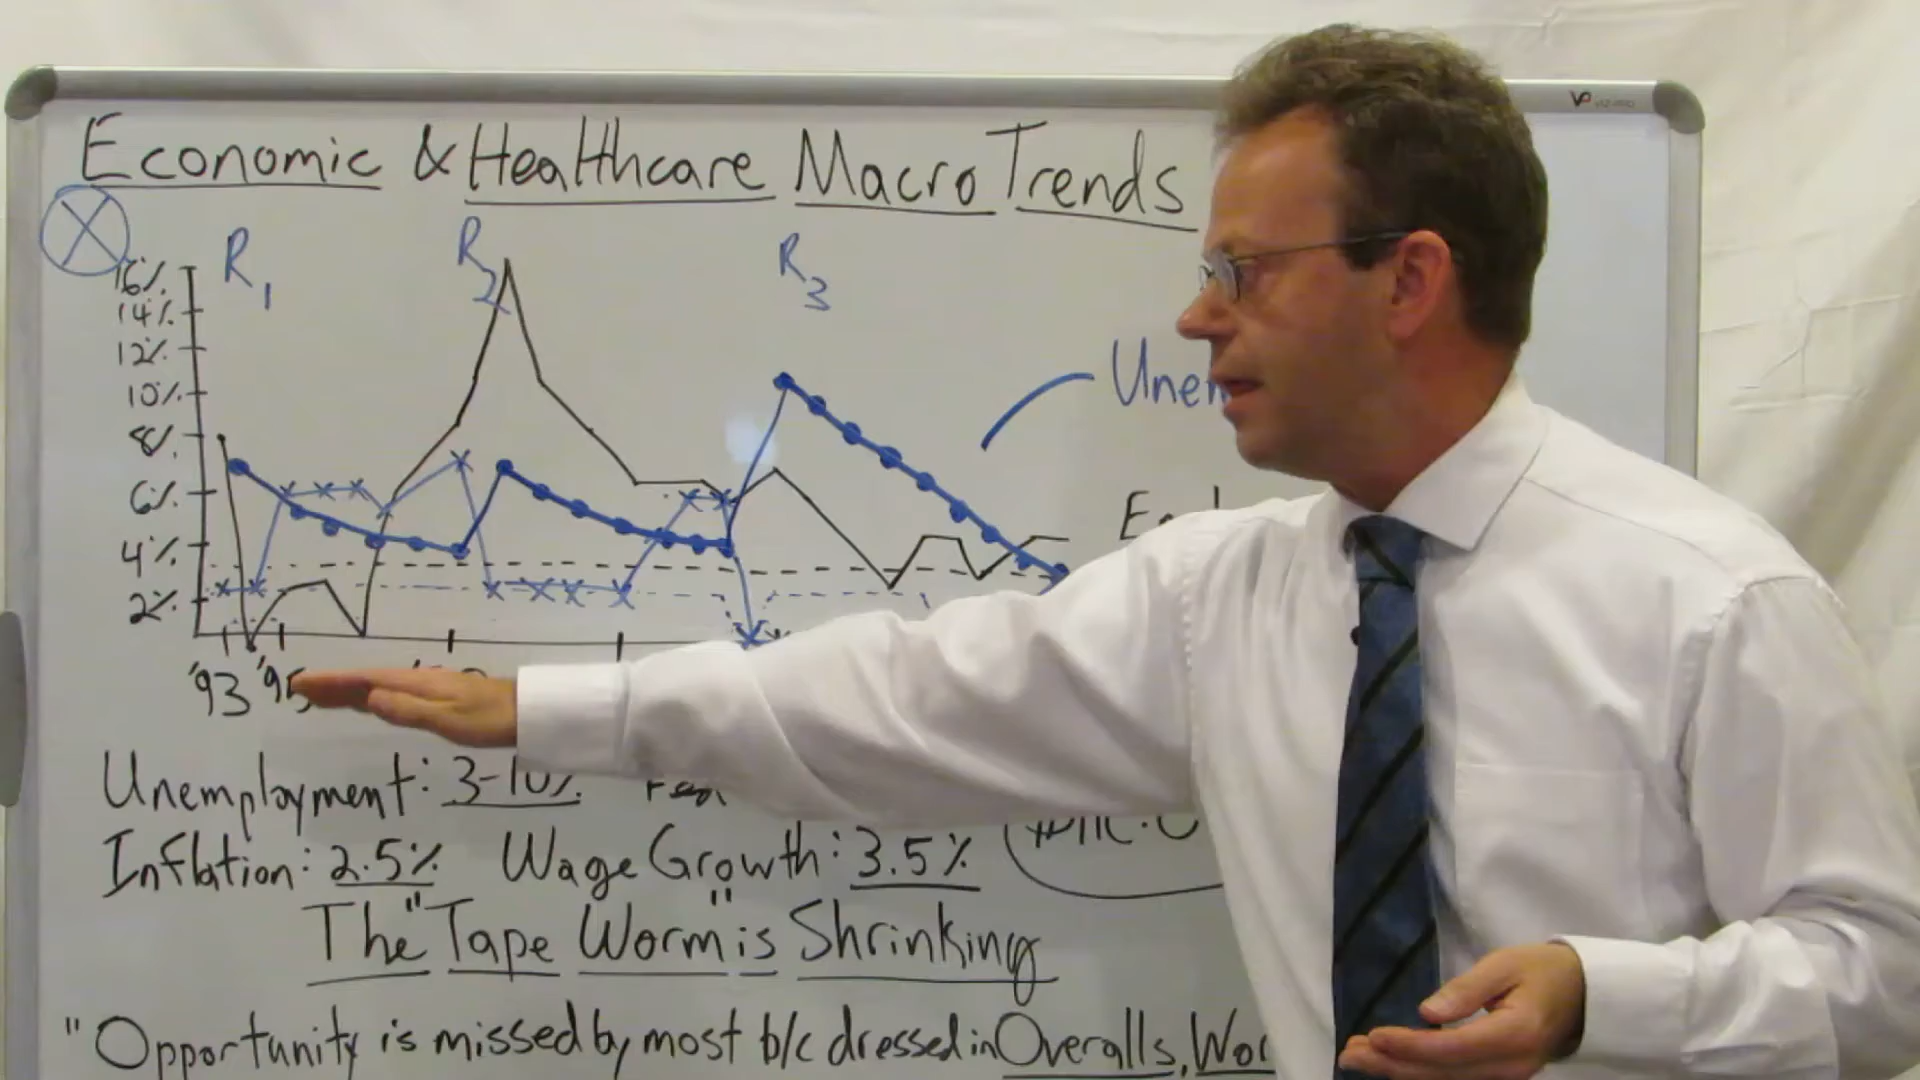 Economic & Healthcare Macro Trends
R1 R2 R3
16%
14%
12%
10%
8%
6%
4%
2%
'93 '95
Unemployment: 3-10%
Inflation: 2.5% Wage Growth: 3.5%
The "Tape Worm" is Shrinking
"Opportunity is missed by most b/c dressed in Overalls,